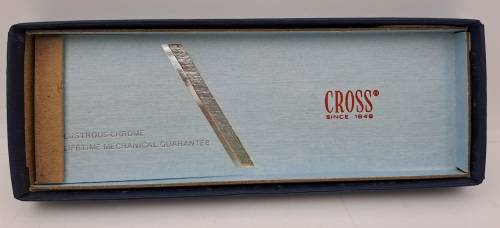 CROSS®
SINCE 1846
LUSTROUS CHROME
LIFETIME MECHANICAL GUARANTEE